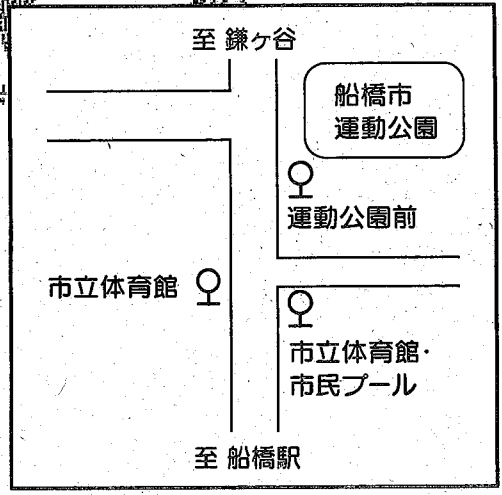 至 鎌ヶ谷
船橋市
運動公園
運動公園前
市立体育館
市立体育館・
市民プール
至 船橋駅